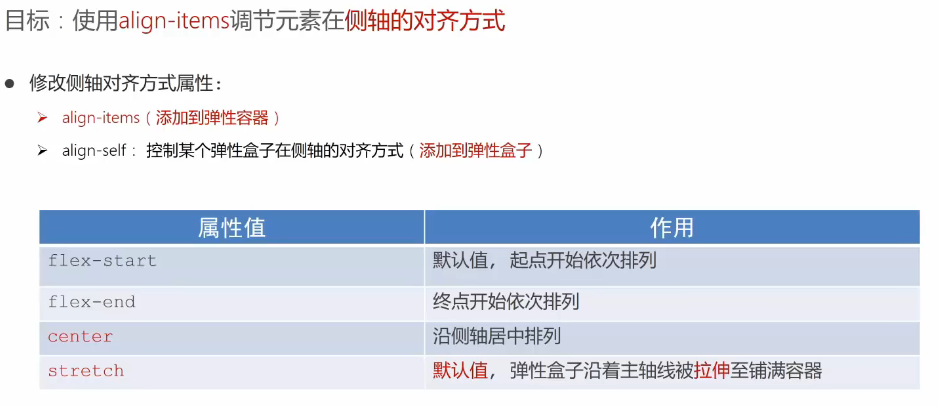 目标：使用align-items调节元素在侧轴的对齐方式
修改侧轴对齐方式属性：
align-items（添加到弹性容器）
align-self： 控制某个弹性盒子在侧轴的对齐方式（添加到弹性盒子）
属性值 作用
flex-start 默认值, 起点开始依次排列
flex-end 终点开始依次排列
center 沿侧轴居中排列
stretch 默认值, 弹性盒子沿着主轴线被拉伸至铺满容器